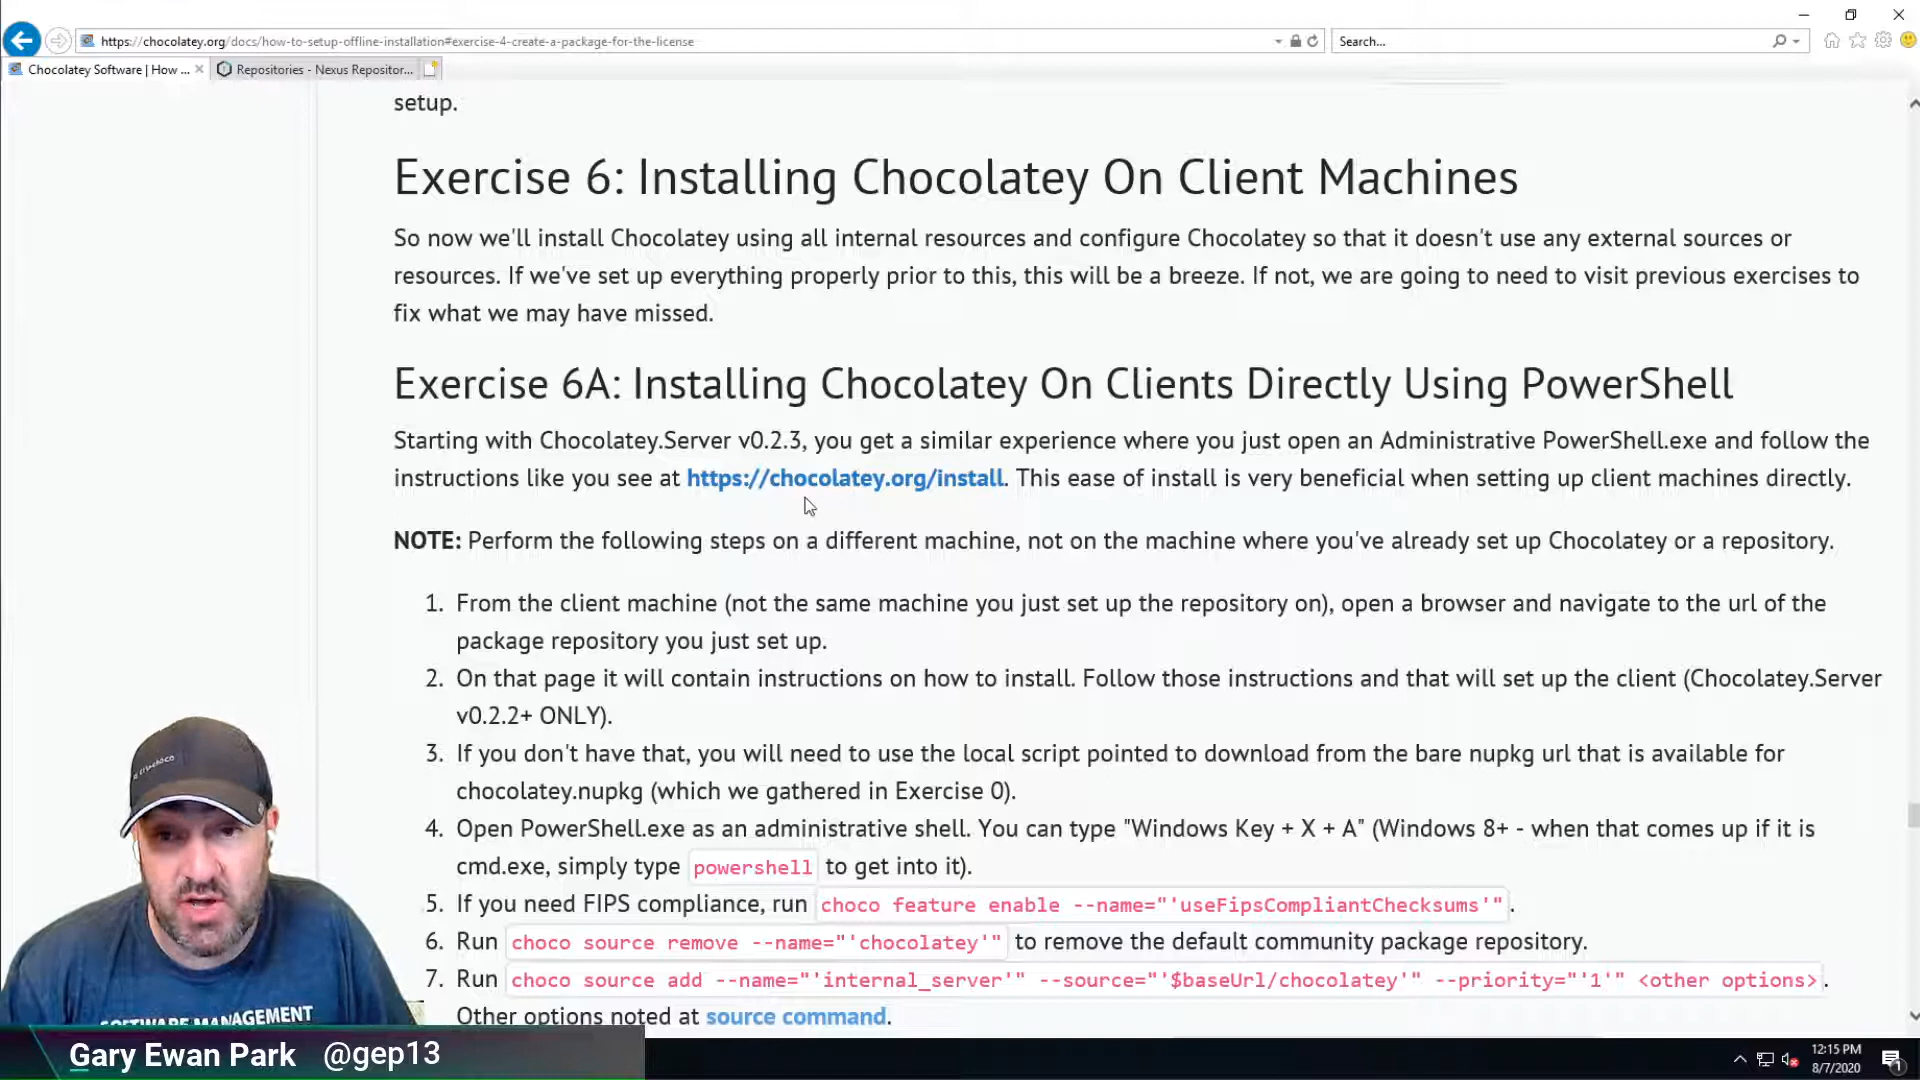 https://chocolatey.org/docs/how-to-setup-offline-installation#exercise-4-create-a-package-for-the-license
Search...
Chocolatey Software | How ...
Repositories - Nexus Repositor...
setup.
Exercise 6: Installing Chocolatey On Client Machines
So now we'll install Chocolatey using all internal resources and configure Chocolatey so that it doesn't use any external sources or
resources. If we've set up everything properly prior to this, this will be a breeze. If not, we are going to need to visit previous exercises to
fix what we may have missed.
Exercise 6A: Installing Chocolatey On Clients Directly Using PowerShell
Starting with Chocolatey.Server v0.2.3, you get a similar experience where you just open an Administrative PowerShell.exe and follow the
instructions like you see at https://chocolatey.org/install. This ease of install is very beneficial when setting up client machines directly.
NOTE: Perform the following steps on a different machine, not on the machine where you've already set up Chocolatey or a repository.
1. From the client machine (not the same machine you just set up the repository on), open a browser and navigate to the url of the
package repository you just set up.
2. On that page it will contain instructions on how to install. Follow those instructions and that will set up the client (Chocolatey.Server
v0.2.2+ ONLY).
3. If you don't have that, you will need to use the local script pointed to download from the bare nupkg url that is available for
chocolatey.nupkg (which we gathered in Exercise 0).
4. Open PowerShell.exe as an administrative shell. You can type "Windows Key + X + A" (Windows 8+ - when that comes up if it is
cmd.exe, simply type powershell to get into it).
5. If you need FIPS compliance, run choco feature enable --name="'useFipsCompliantChecksums'".
6. Run choco source remove --name="'chocolatey'" to remove the default community package repository.
7. Run choco source add --name="'internal_server'" --source="'$baseUrl/chocolatey'" --priority="'1'" <other options>.
Other options noted at source command.
SOFTWARE MANAGEMENT
Gary Ewan Park @gep13
12:15 PM
8/7/2020
1